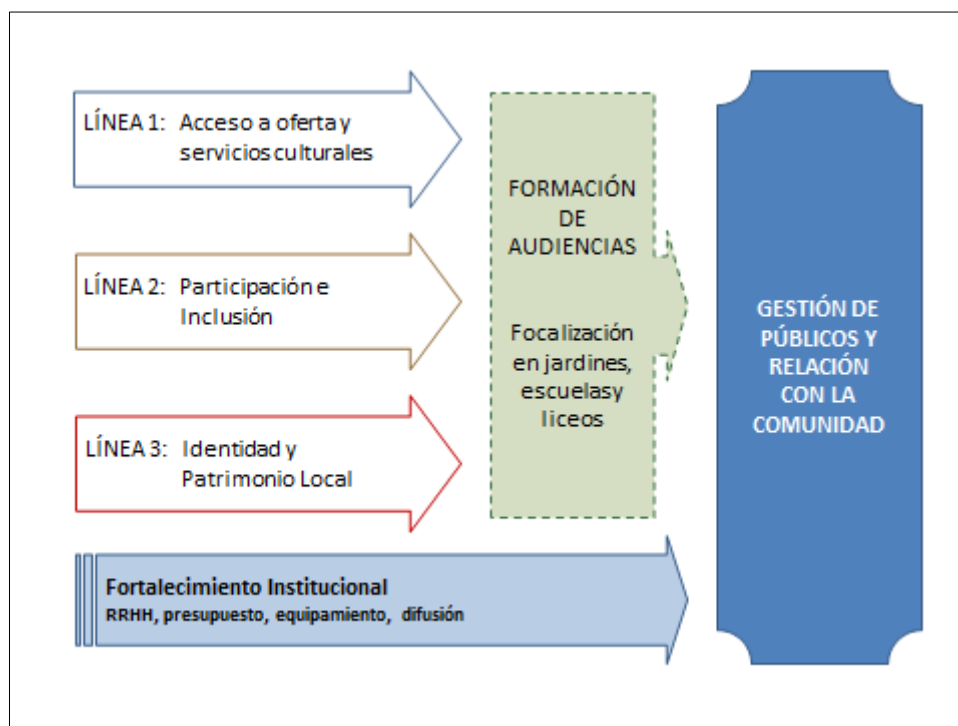 LÍNEA 1: Acceso a oferta y
servicios culturales
LÍNEA 2: Participación e
Inclusión
LÍNEA 3: Identidad y
Patrimonio Local
Fortalecimiento Institucional
RRHH, presupuesto, equipamiento, difusión
FORMACIÓN
DE
AUDIENCIAS
Focalización
en jardines,
escuelas y
liceos
GESTIÓN DE
PÚBLICOS Y
RELACIÓN
CON LA
COMUNIDAD